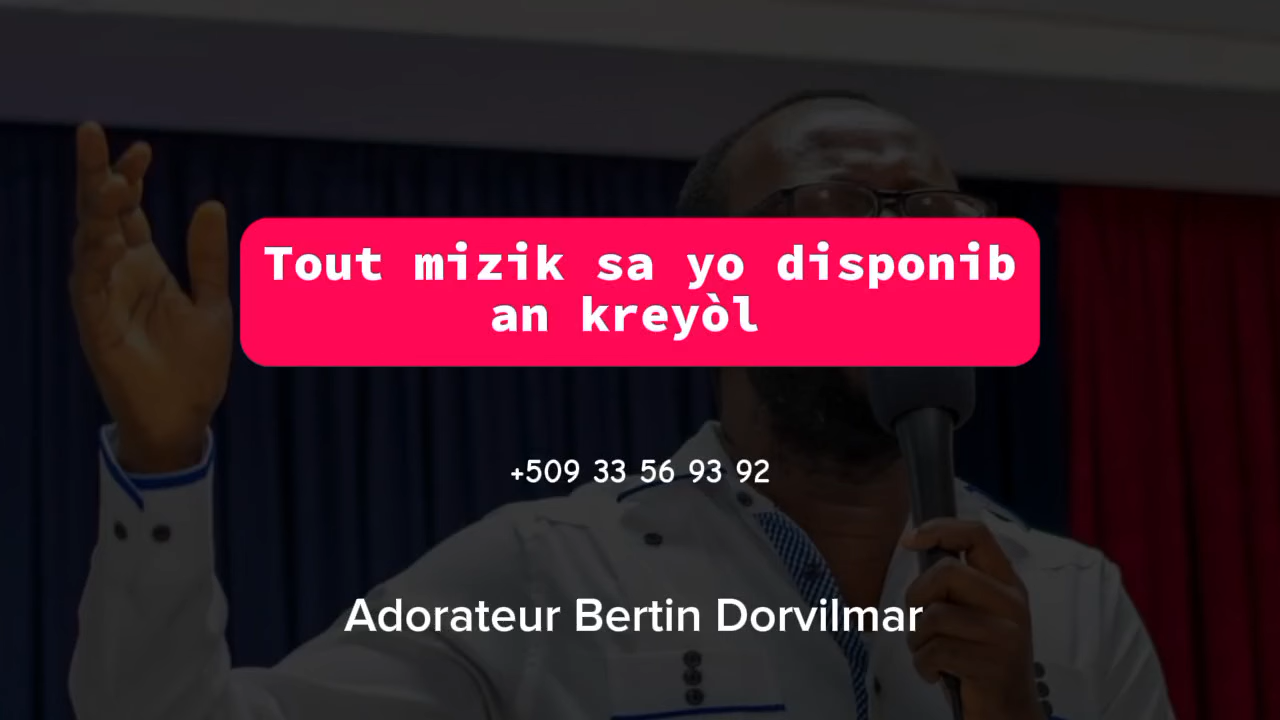 Tout mizik sa yo disponib
an kreyòl
+509 33 56 93 92
Adorateur Bertin Dorvilmar